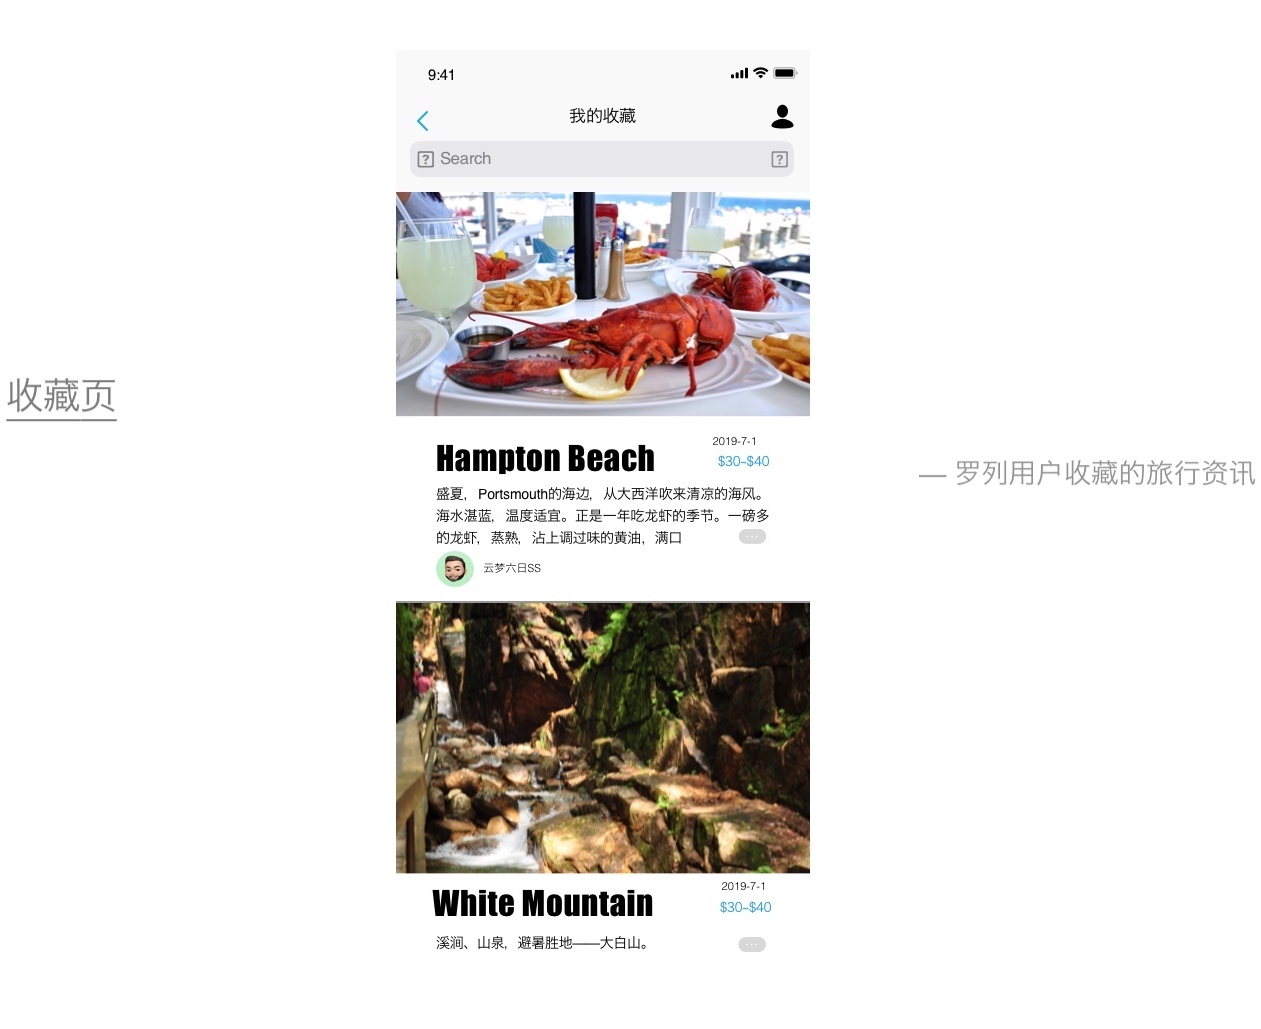 9:41
我的收藏
Search
收藏页
Hampton Beach
2019-7-1
$30~$40
— 罗列用户收藏的旅行资讯
盛夏，Portsmouth的海边，从大西洋吹来清凉的海风。
海水湛蓝，温度适宜。正是一年吃龙虾的季节。一磅多
的龙虾，蒸熟，沾上调过味的黄油，满口
云梦六日SS
White Mountain
2019-7-1
$30~$40
溪涧、山泉，避暑胜地——大白山。